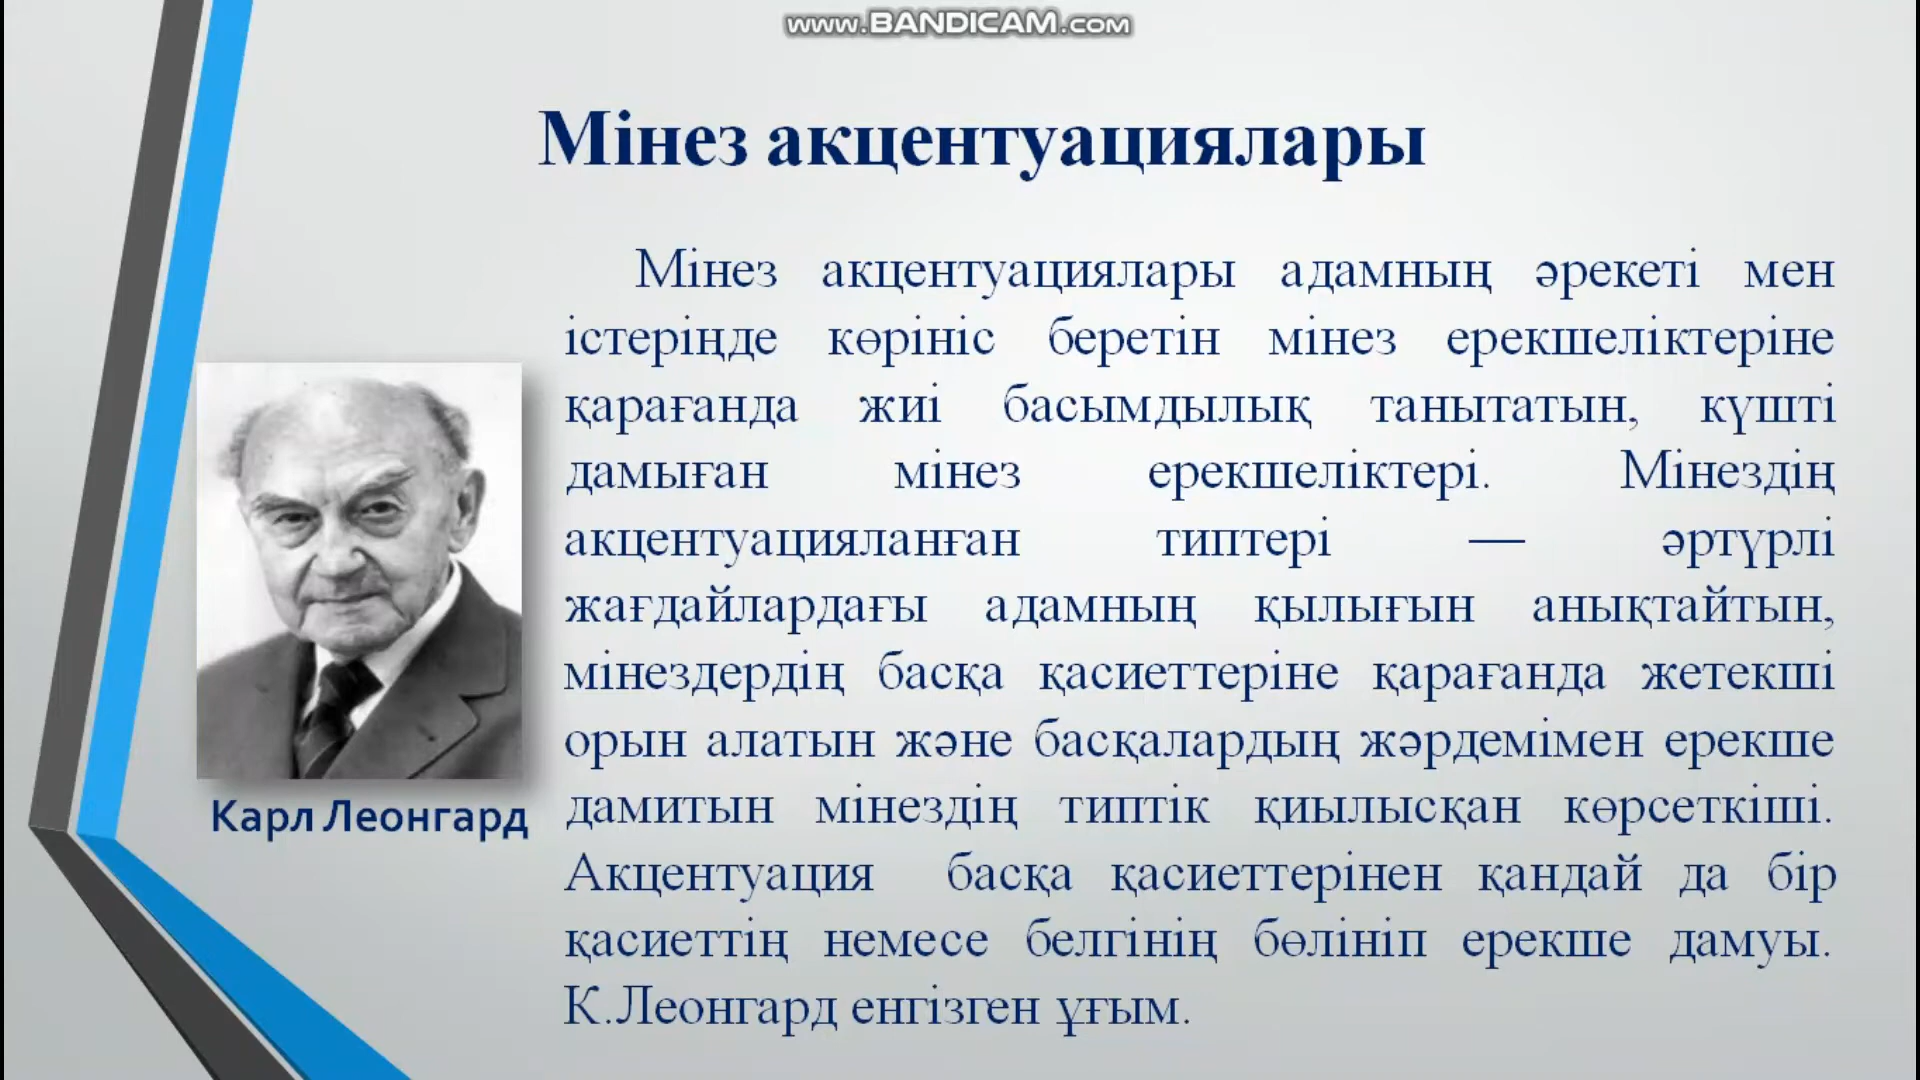 www.BANDICAM.com
Мінез акцентуациялары
Мінез акцентуациялары адамның әрекеті мен
істеріңде көрініс беретін мінез ерекшеліктеріне
қарағанда жиі басымдылық танытатын, күшті
дамыған мінез ерекшеліктері. Мінездің
акцентуацияланған типтері — әртүрлі
жағдайлардағы адамның қылығын анықтайтын,
мінездердің басқа қасиеттеріне қарағанда жетекші
орын алатын және басқалардың жәрдемімен ерекше
дамитын мінездің типтік қиылысқан көрсеткіші.
Акцентуация басқа қасиеттерінен қандай да бір
қасиеттің немесе белгінің бөлініп ерекше дамуы.
К.Леонгард енгізген ұғым.
Карл Леонгард